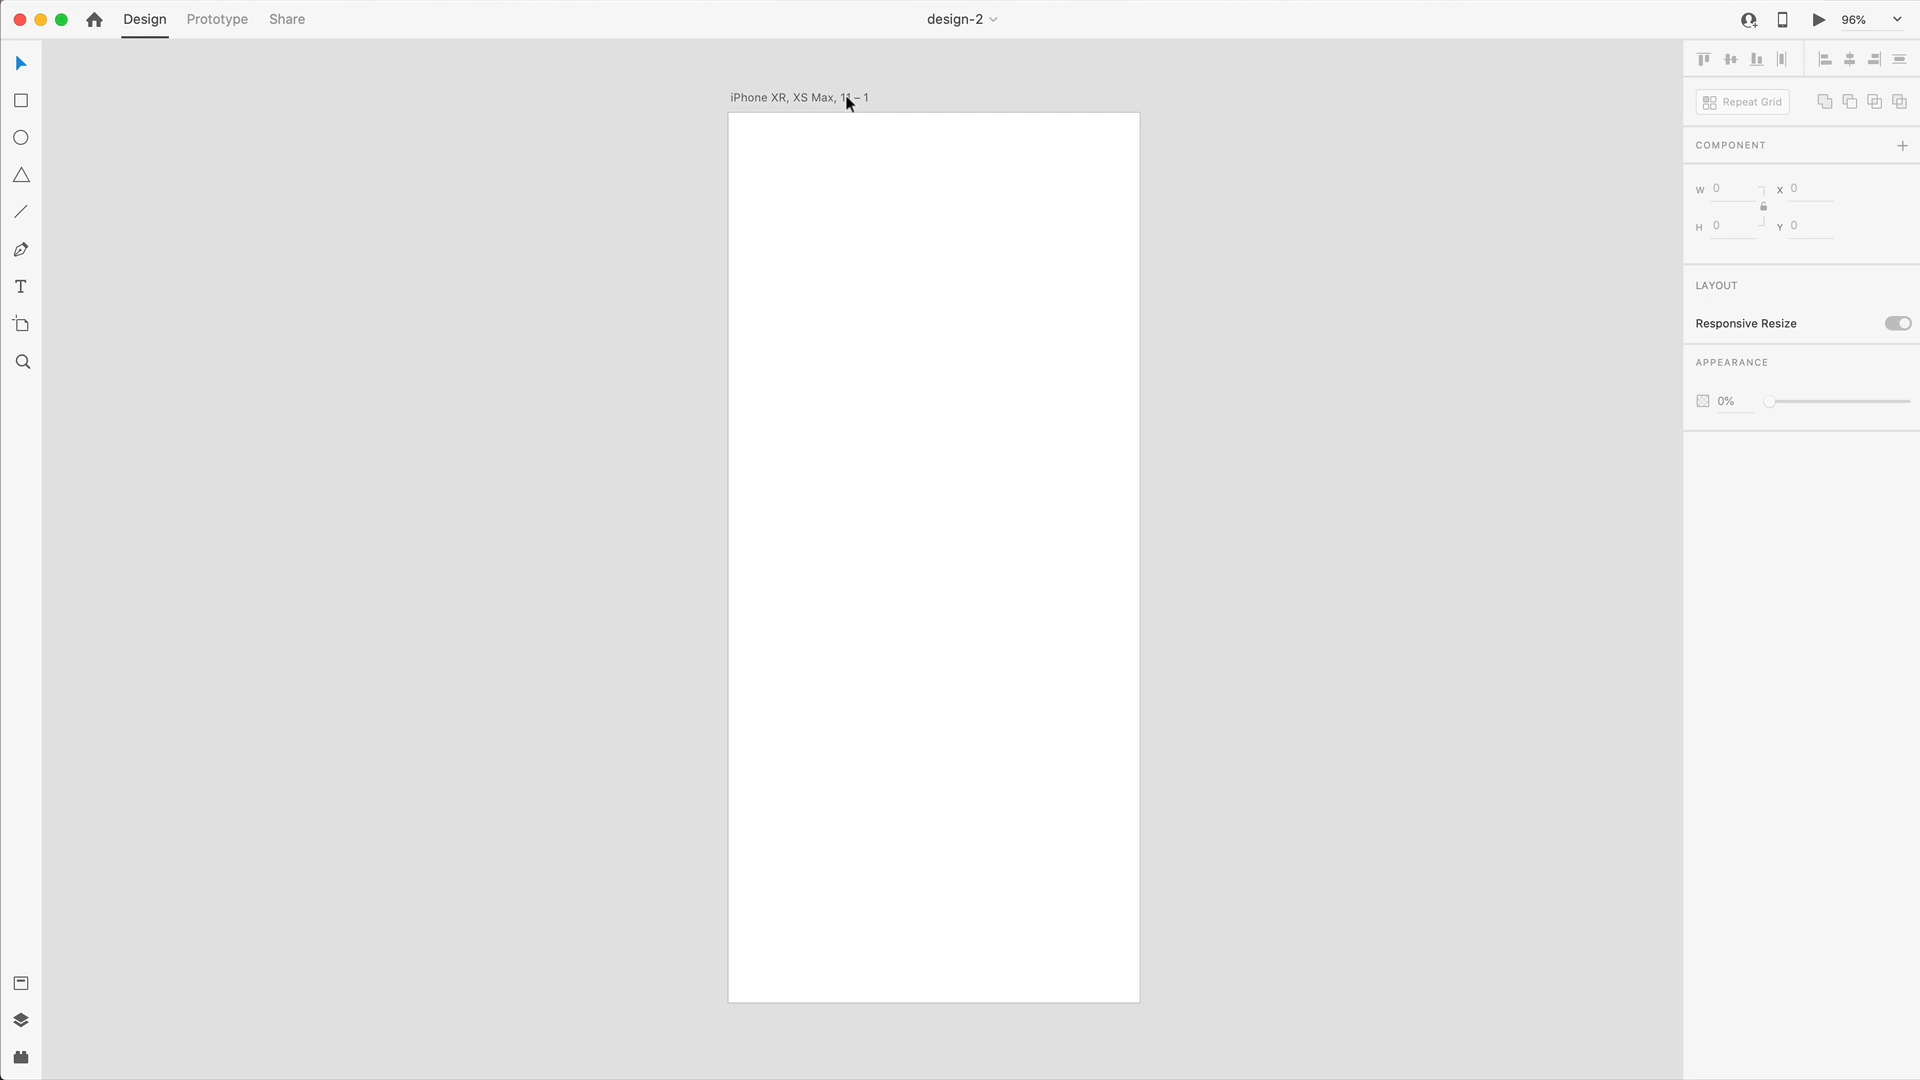 Design Prototype Share design-2 96%
iPhone XR, XS Max, 11 – 1
Repeat Grid
COMPONENT
W 0 X 0
H 0 Y 0
LAYOUT
Responsive Resize
APPEARANCE
0%
T